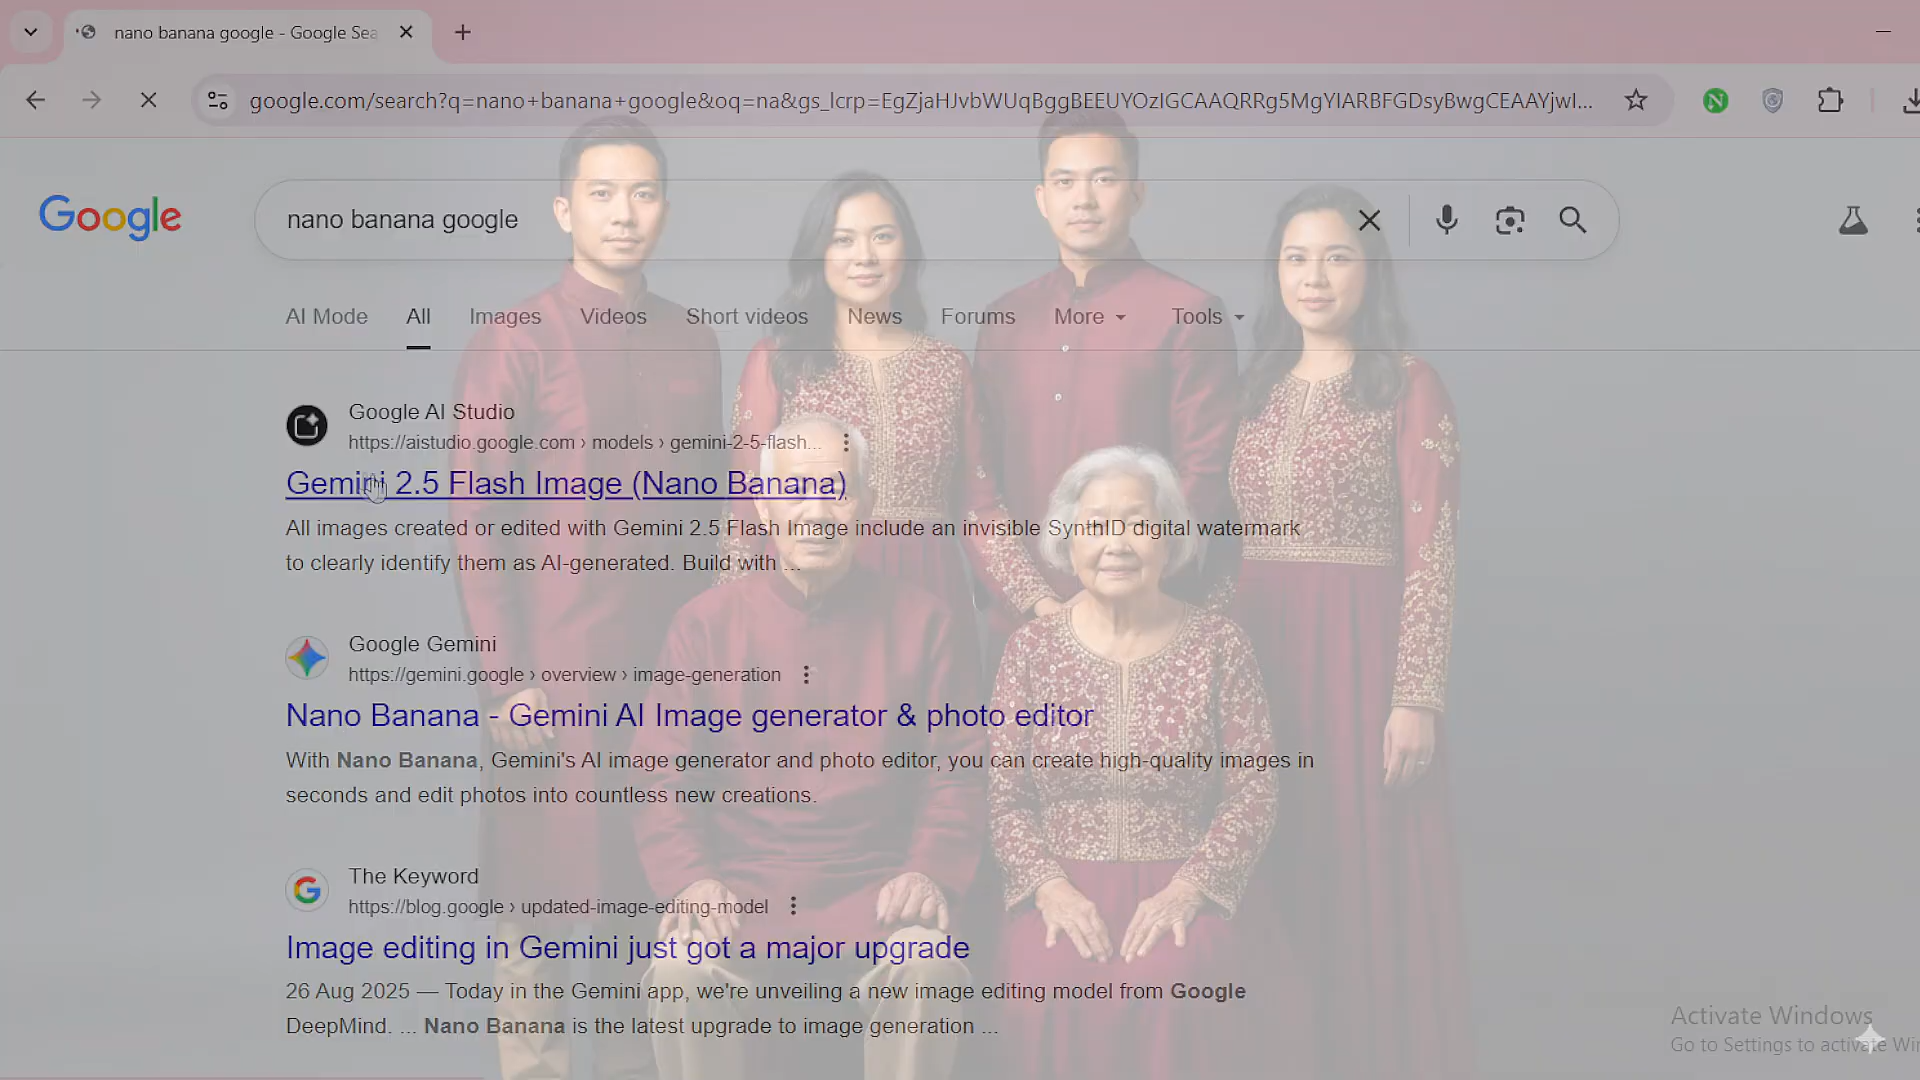 nano banana google - Google Sea
google.com/search?q=nano+banana+google&oq=na&gs_lcrp=EgZjaHJvbWUqBggBEEUYOzIGCAAQRRg5MgYIARBFGDsyBwgCEAAYjwI...
N
Google
nano banana google
AI Mode
All
Images
Videos
Short videos
News
Forums
More
Tools
Google AI Studio
https://aistudio.google.com › models › gemini-2-5-flash...
Gemini 2.5 Flash Image (Nano Banana)
All images created or edited with Gemini 2.5 Flash Image include an invisible SynthID digital watermark
to clearly identify them as AI-generated. Build with ...
Google Gemini
https://gemini.google › overview › image-generation
Nano Banana - Gemini AI Image generator & photo editor
With Nano Banana, Gemini's AI image generator and photo editor, you can create high-quality images in
seconds and edit photos into countless new creations.
The Keyword
https://blog.google › updated-image-editing-model
Image editing in Gemini just got a major upgrade
26 Aug 2025 — Today in the Gemini app, we're unveiling a new image editing model from Google
DeepMind. ... Nano Banana is the latest upgrade to image generation ...
Activate Windows
Go to Settings to activate Wi